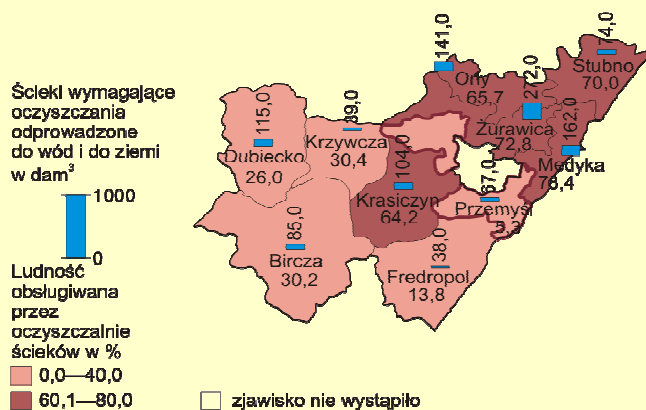 Ścieki wymagające
oczyszczania
odprowadzone
do wód i do ziemi
w dam³
1000
0
Ludność
obsługiwana
przez
oczyszczalnie
ścieków w %
0,0—40,0
60,1—80,0
zjawisko nie wystąpiło
74,0
Stubno
70,0
141,0
Orły
65,7
272,0
Żurawica
72,8
162,0
Medyka
78,4
115,0
Dubiecko
26,0
39,0
Krzywcza
30,4
104,0
Krasiczyn
64,2
67,0
Przemyśl
5,3
85,0
Bircza
30,2
38,0
Fredropol
13,8